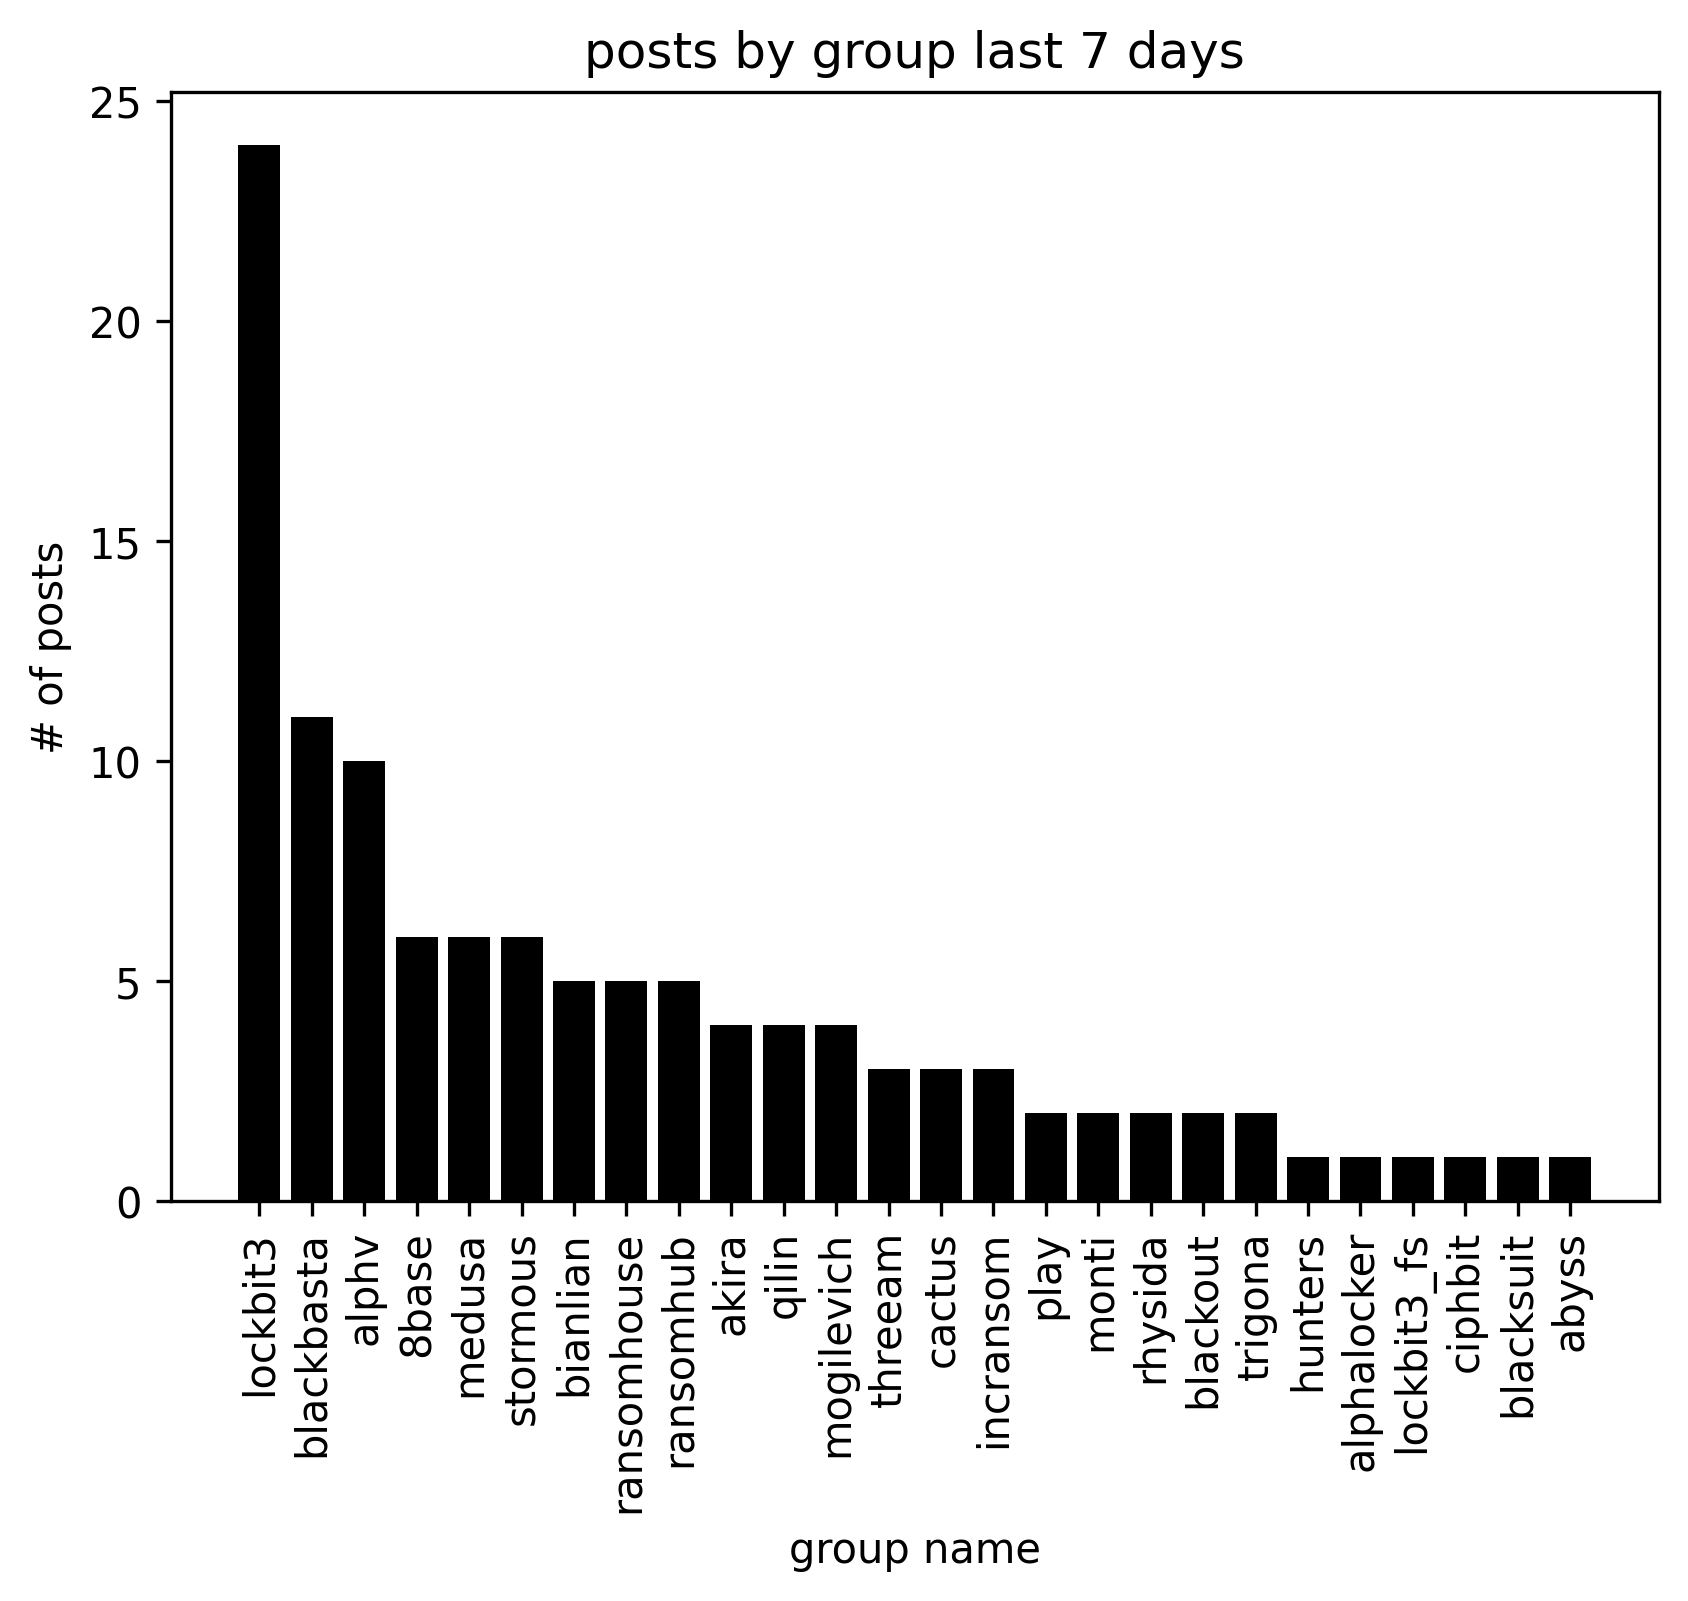 posts by group last 7 days
25
20
15
10
5
0
# of posts
lockbit3
blackbasta
alphv
8base
medusa
stormous
bianlian
ransomhouse
ransomhub
akira
qilin
mogilevich
threeam
cactus
incransom
play
monti
rhysida
blackout
trigona
hunters
alphalocker
lockbit3_fs
ciphbit
blacksuit
abyss
group name